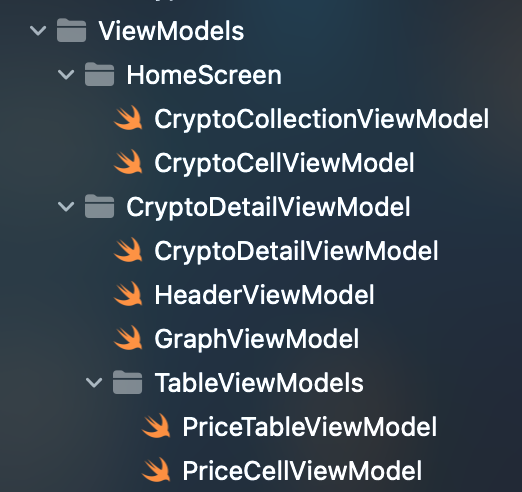 ViewModels
HomeScreen
CryptoCollectionViewModel
CryptoCellViewModel
CryptoDetailViewModel
CryptoDetailViewModel
HeaderViewModel
GraphViewModel
TableViewModels
PriceTableViewModel
PriceCellViewModel